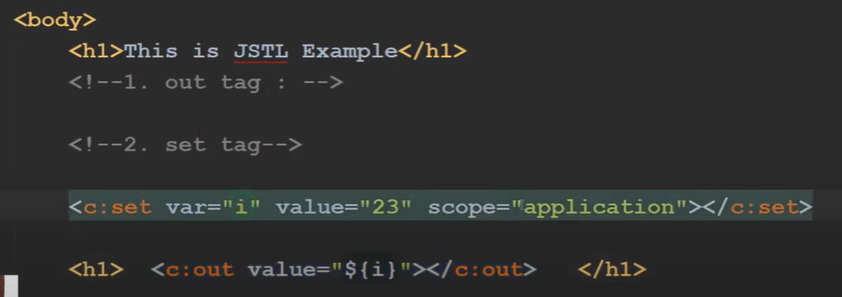 <body>
<h1>This is JSTL Example</h1>
<!--1. out tag : -->
<!--2. set tag-->
<c:set var="i" value="23" scope="application"></c:set>
<h1> <c:out value="${i}"></c:out> </h1>